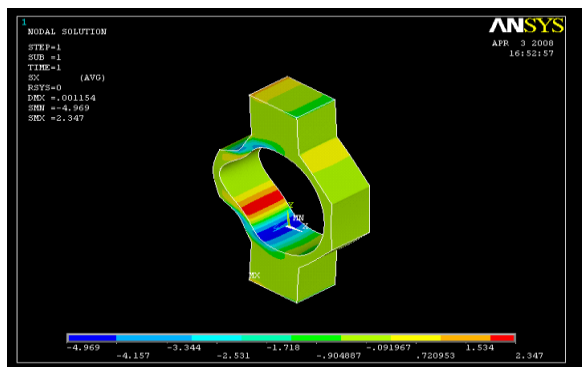 1
NODAL SOLUTION
STEP=1
SUB =1
TIME=1
SX (AVG)
RSYS=0
DMX =.001154
SMN =-4.969
SMX =2.347
ANSYS
APR 3 2008
16:52:57
Y
MN
X
MX
-4.969 -3.344 -1.718 -.091967 1.534
-4.157 -2.531 -.904887 .720953 2.347